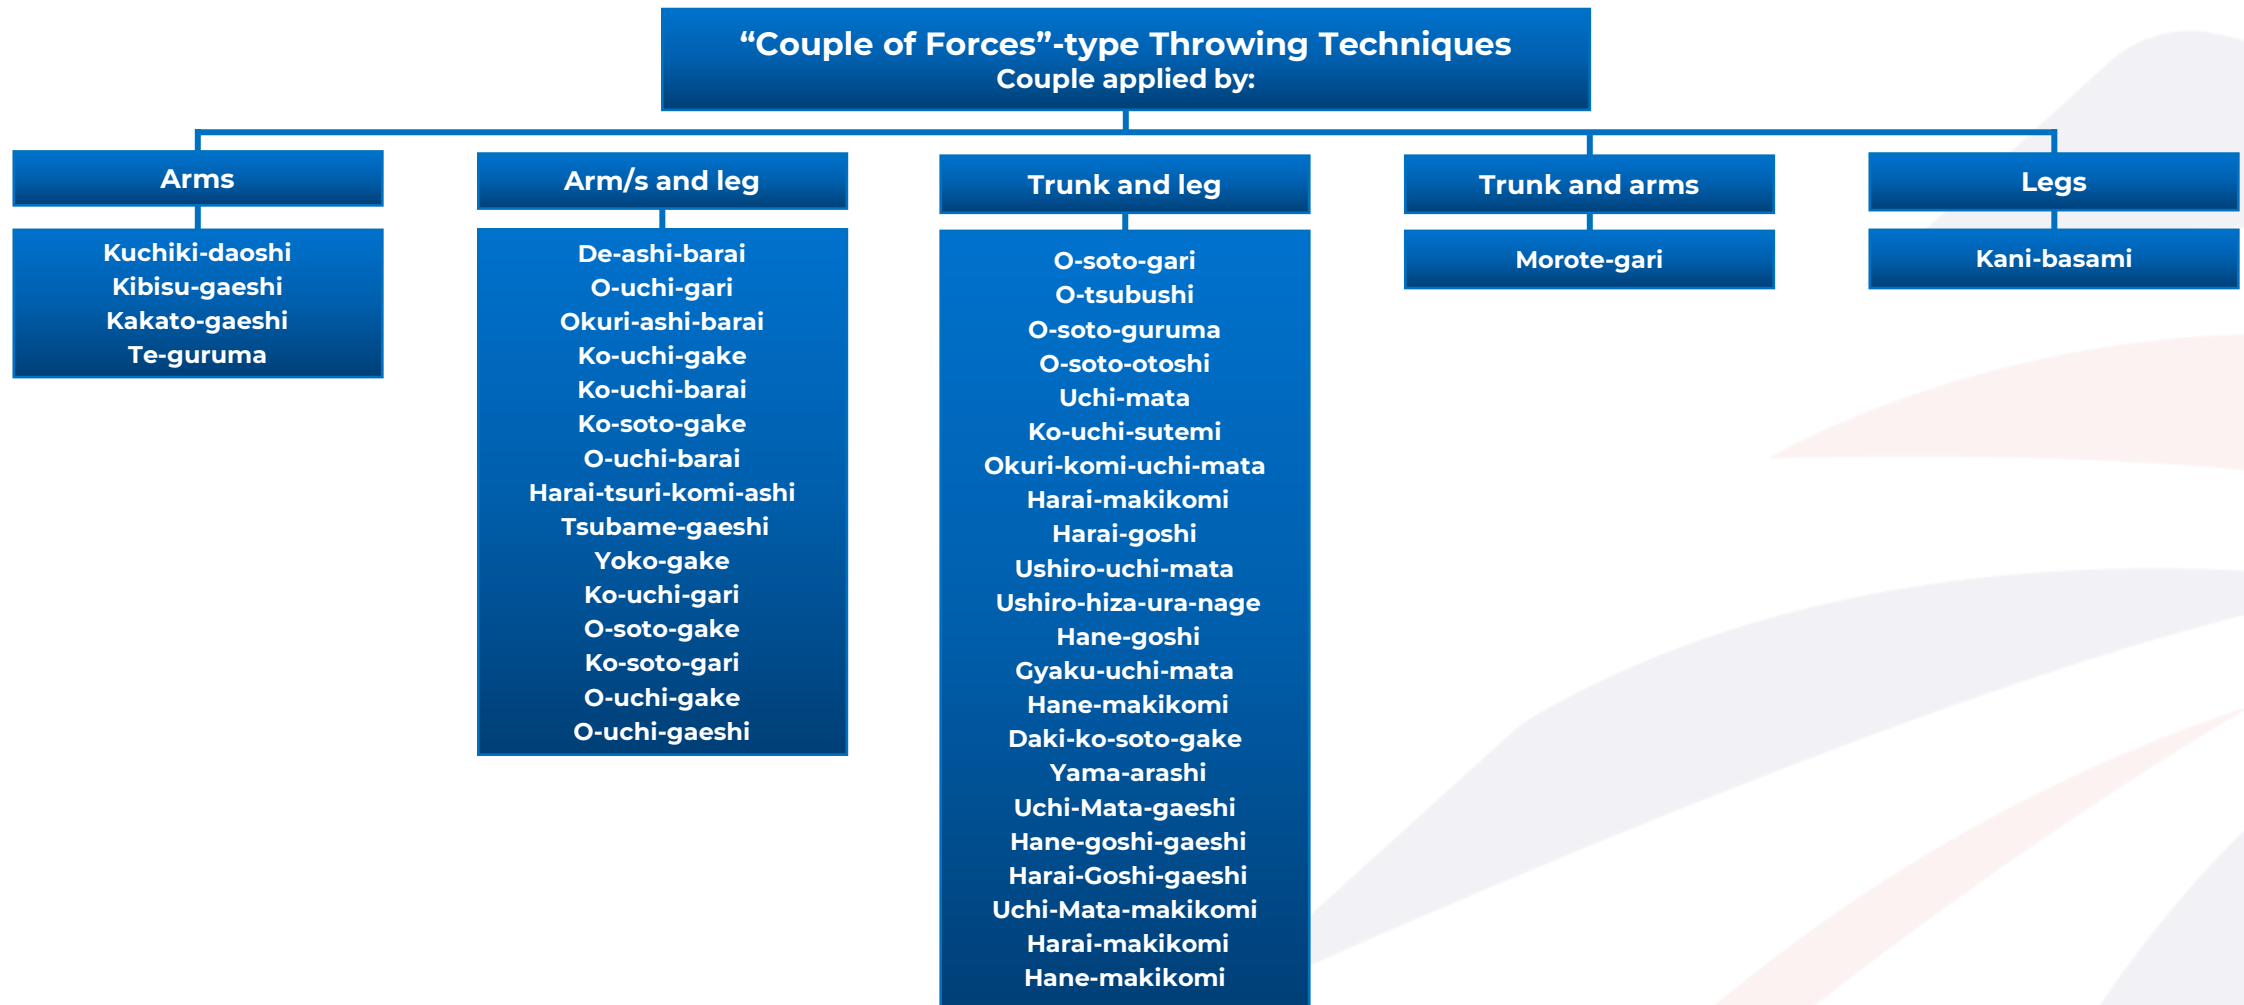 “Couple of Forces”-type Throwing Techniques
Couple applied by:
Arms
Kuchiki-daoshi
Kibisu-gaeshi
Kakato-gaeshi
Te-guruma
Arm/s and leg
De-ashi-barai
O-uchi-gari
Okuri-ashi-barai
Ko-uchi-gake
Ko-uchi-barai
Ko-soto-gake
O-uchi-barai
Harai-tsuri-komi-ashi
Tsubame-gaeshi
Yoko-gake
Ko-uchi-gari
O-soto-gake
Ko-soto-gari
O-uchi-gake
O-uchi-gaeshi
Trunk and leg
O-soto-gari
O-tsubushi
O-soto-guruma
O-soto-otoshi
Uchi-mata
Ko-uchi-sutemi
Okuri-komi-uchi-mata
Harai-makikomi
Harai-goshi
Ushiro-uchi-mata
Ushiro-hiza-ura-nage
Hane-goshi
Gyaku-uchi-mata
Hane-makikomi
Daki-ko-soto-gake
Yama-arashi
Uchi-Mata-gaeshi
Hane-goshi-gaeshi
Harai-Goshi-gaeshi
Uchi-Mata-makikomi
Harai-makikomi
Hane-makikomi
Trunk and arms
Morote-gari
Legs
Kani-basami